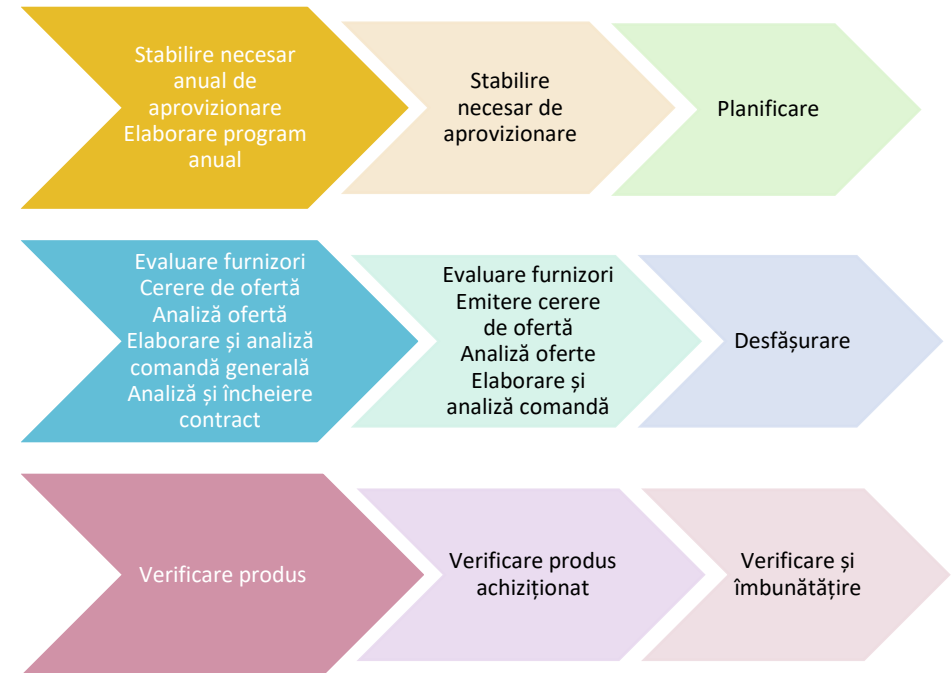 Stabilire necesar
anual de
aprovizionare
Elaborare program
anual
Stabilire
necesar de
aprovizionare
Planificare
Evaluare furnizori
Cerere de ofertă
Analiză ofertă
Elaborare și analiză
comandă generală
Analiză și încheiere
contract
Evaluare furnizori
Emitere cerere
de ofertă
Analiză oferte
Elaborare și
analiză comandă
Desfășurare
Verificare produs
Verificare produs
achiziționat
Verificare și
îmbunătățire